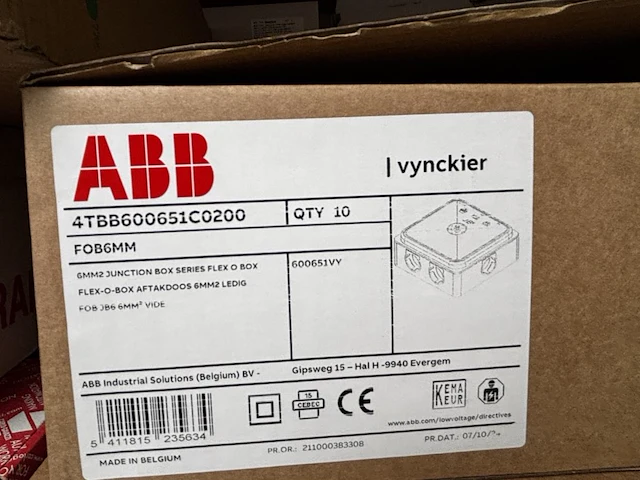 ABB
| vynckier
4TBB600651C0200
QTY 10
FOB6MM
6MM2 JUNCTION BOX SERIES FLEX O BOX
600651VY
FLEX-O-BOX AFTAKDOOS 6MM2 LEDIG
FOB JB6 6MM² VIDE
ABB Industrial Solutions (Belgium) BV -
Gipsweg 15 – Hal H -9940 Evergem
15
CEBEC
CE
KEMA
KEUR
www.abb.com/lowvoltage/directives
5 411815 235634
MADE IN BELGIUM
PR.OR.: 211000383308
PR.DAT.: 07/10/